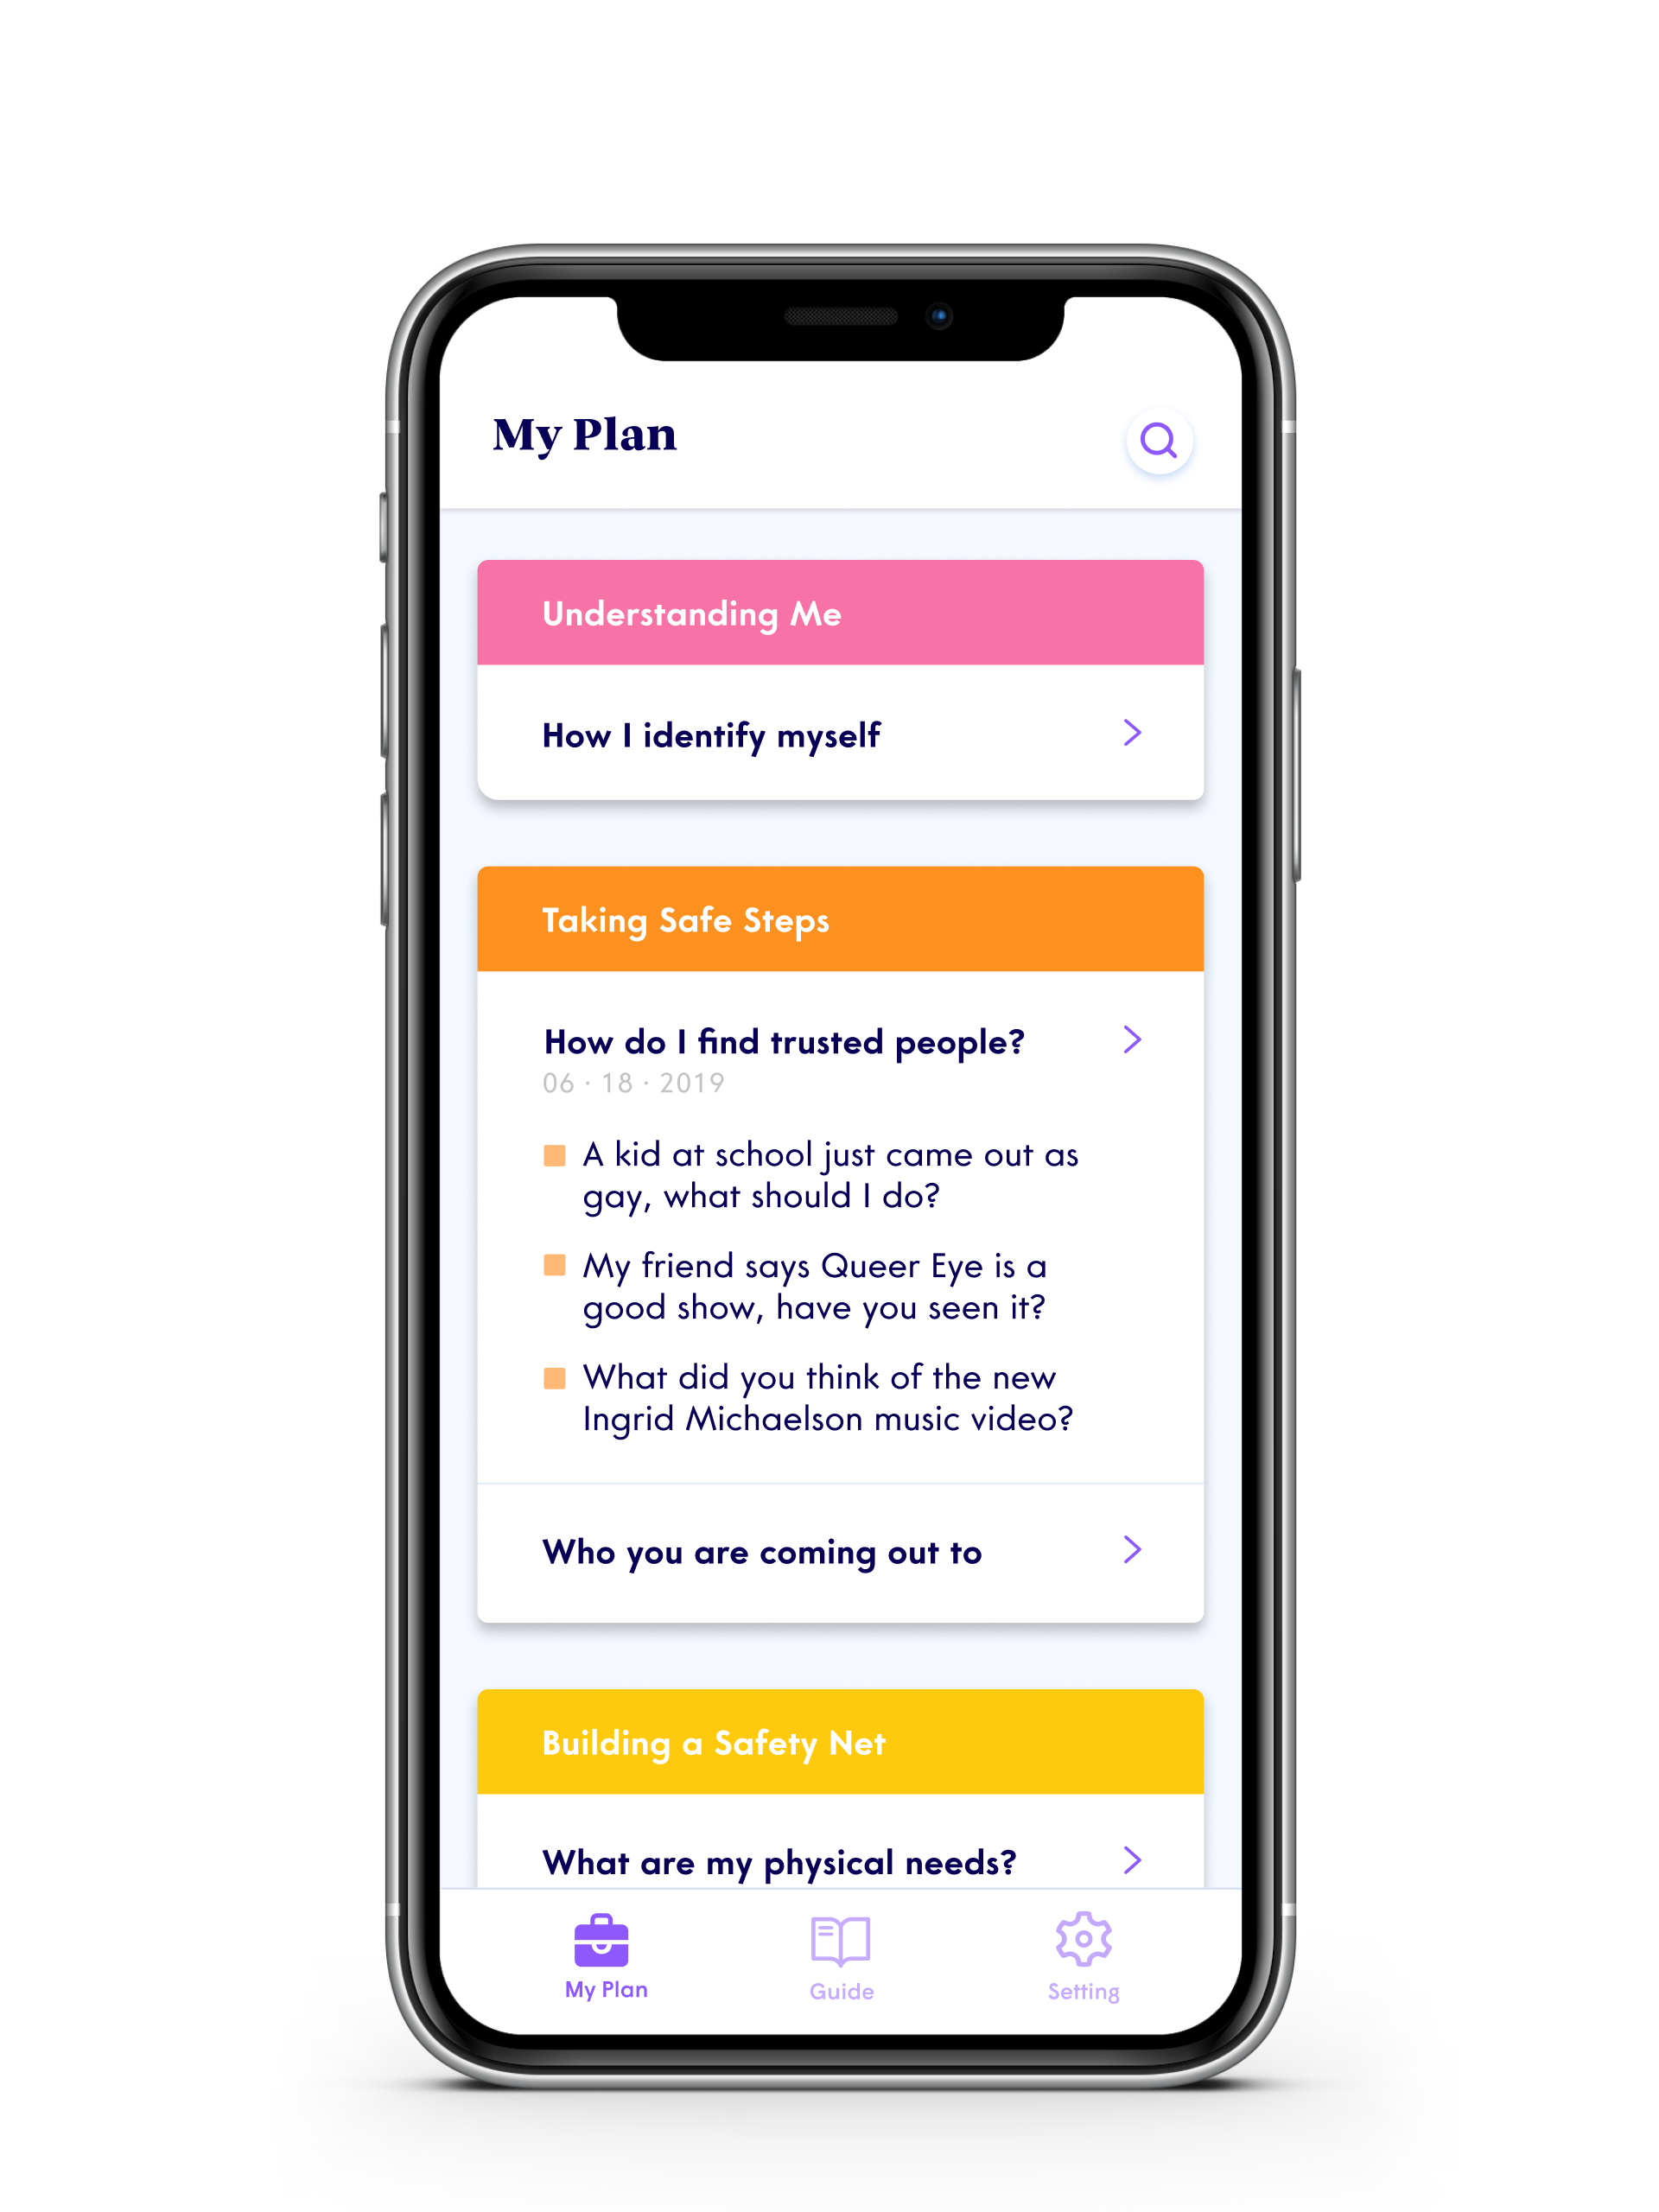 My Plan
Understanding Me
How I identify myself
Taking Safe Steps
How do I find trusted people?
06 · 18 · 2019
A kid at school just came out as
gay, what should I do?
My friend says Queer Eye is a
good show, have you seen it?
What did you think of the new
Ingrid Michaelson music video?
Who you are coming out to
Building a Safety Net
What are my physical needs?
My Plan
Guide
Setting